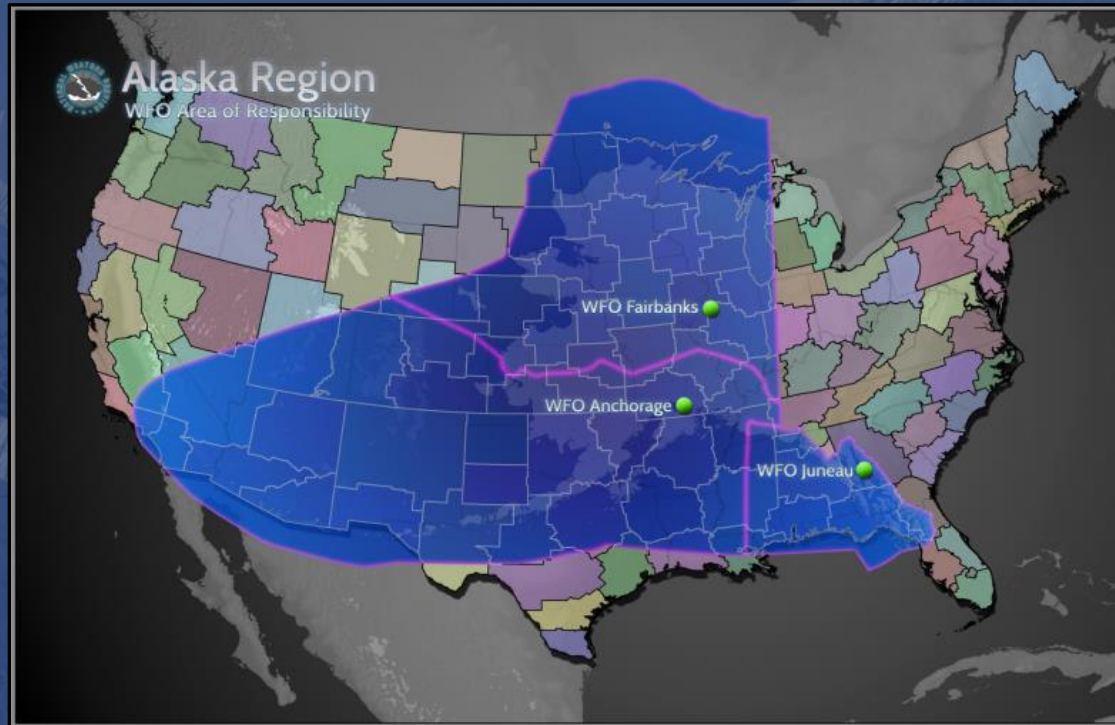 Alaska Region
WFO Area of Responsibility
WFO Fairbanks
WFO Anchorage
WFO Juneau